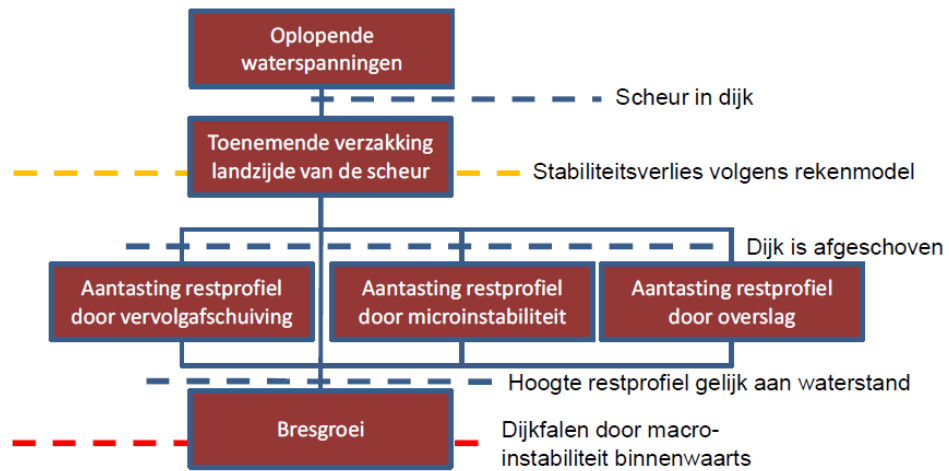 Oplopende
waterspanningen
Scheur in dijk
Toenemende verzakking
landzijde van de scheur
Stabiliteitsverlies volgens rekenmodel
Dijk is afgeschoven
Aantasting restprofiel
door vervolgafschuiving
Aantasting restprofiel
door microinstabiliteit
Aantasting restprofiel
door overslag
Hoogte restprofiel gelijk aan waterstand
Bresgroei
Dijkfalen door macro-
instabiliteit binnenwaarts